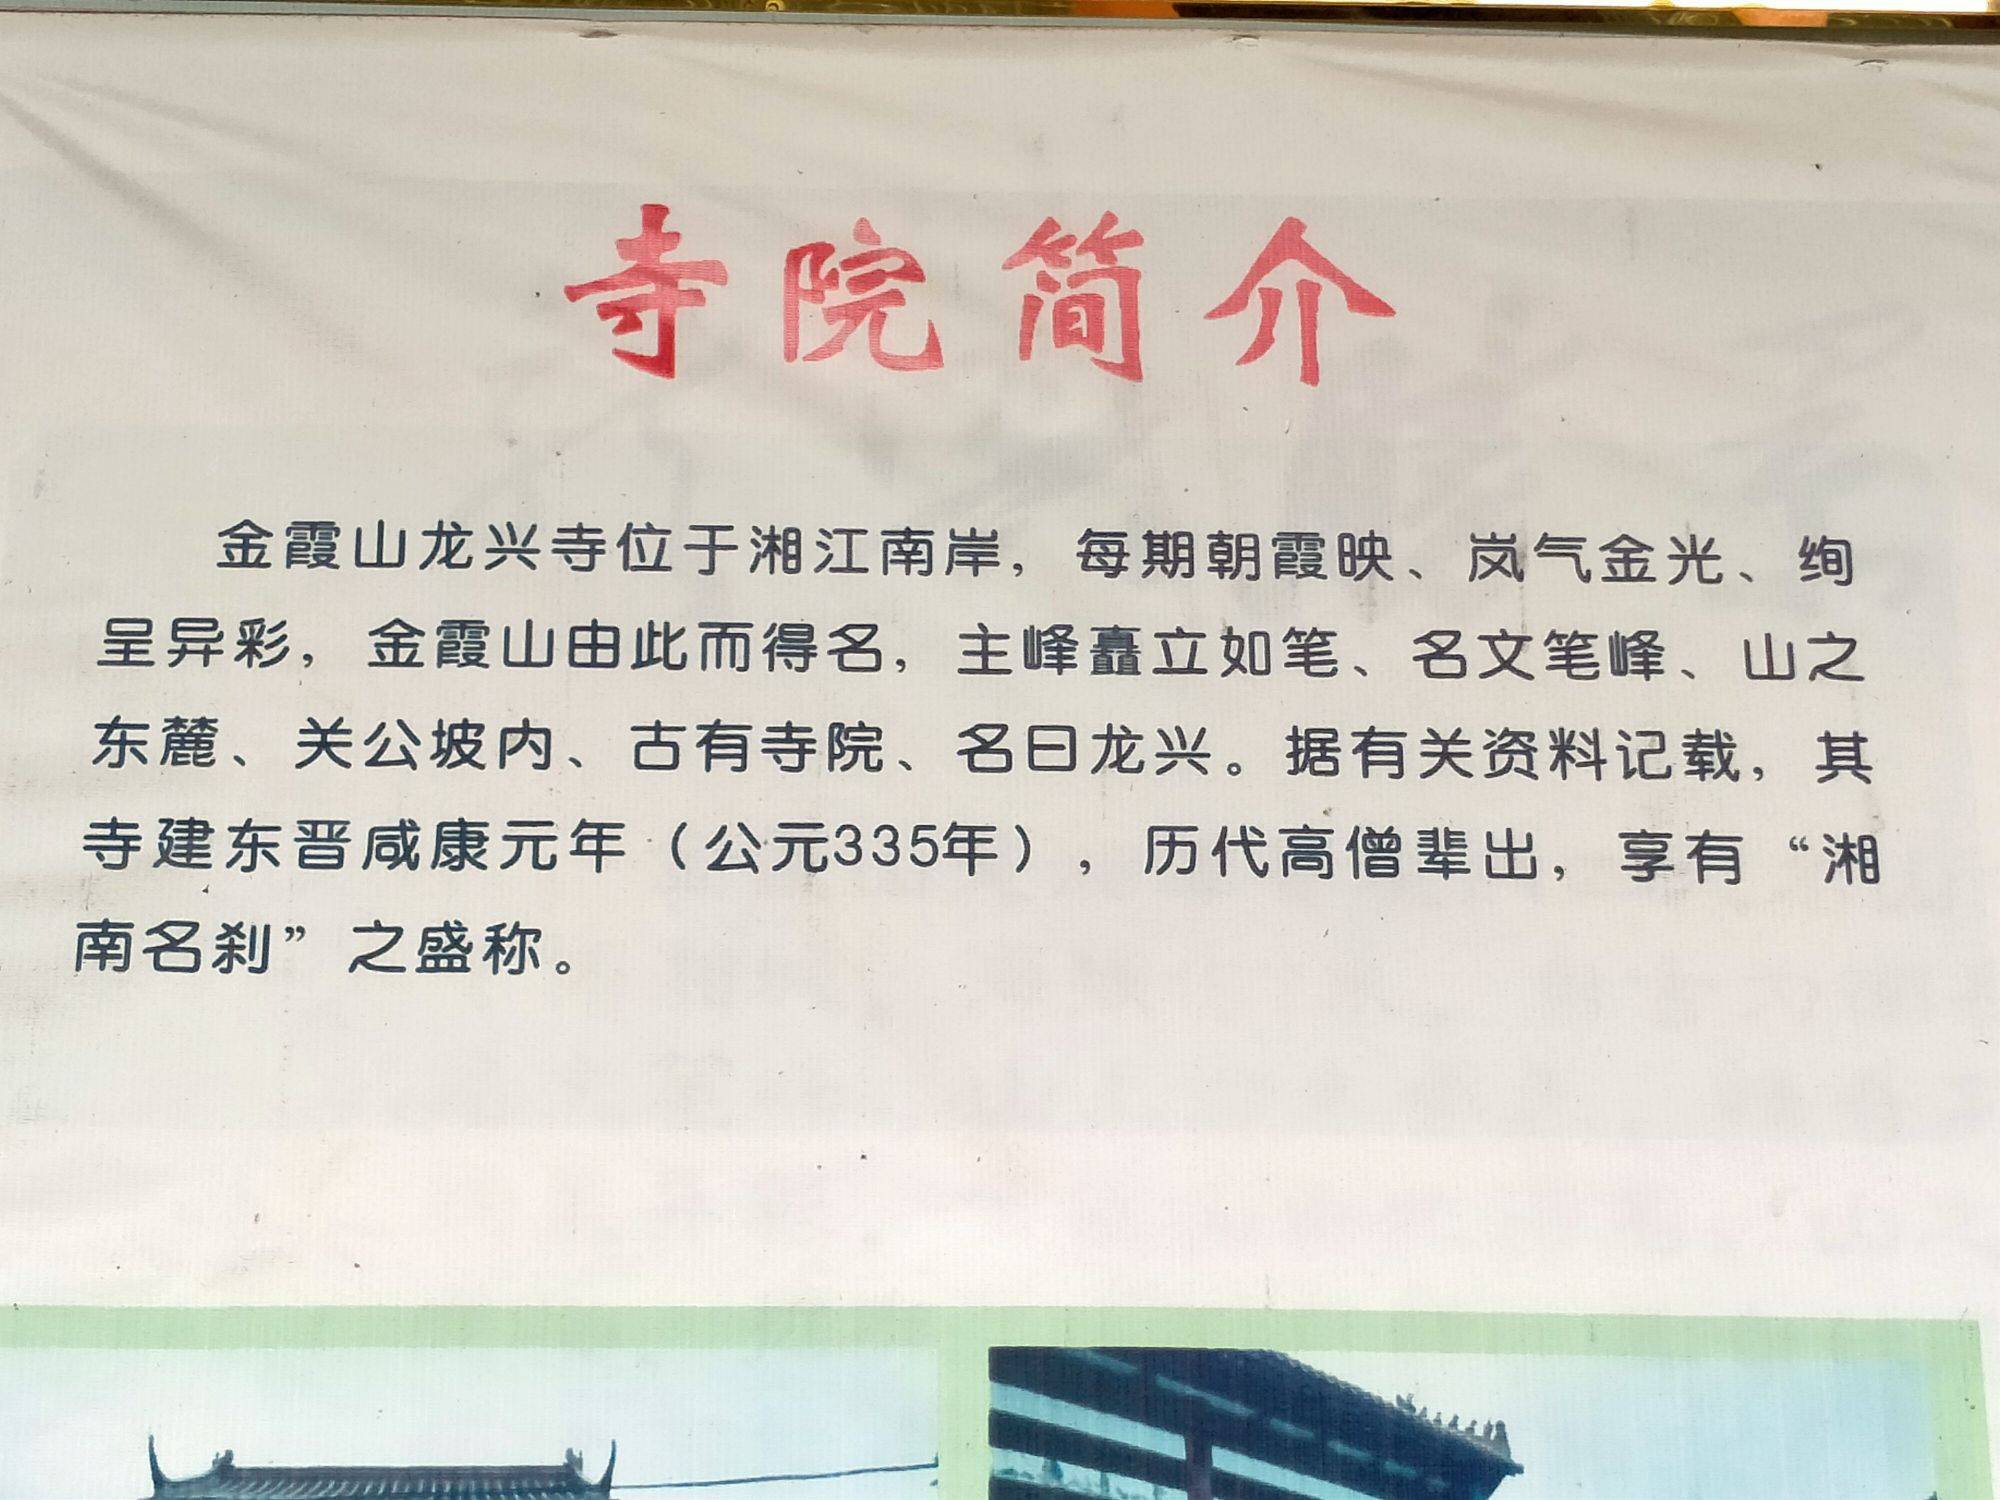 寺院简介
金霞山龙兴寺位于湘江南岸，每期朝霞映、岚气金光、绚
呈异彩，金霞山由此而得名，主峰矗立如笔、名文笔峰、山之
东麓、关公坡内、古有寺院、名曰龙兴。据有关资料记载，其
寺建东晋咸康元年（公元335年），历代高僧辈出，享有“湘
南名刹”之盛称。